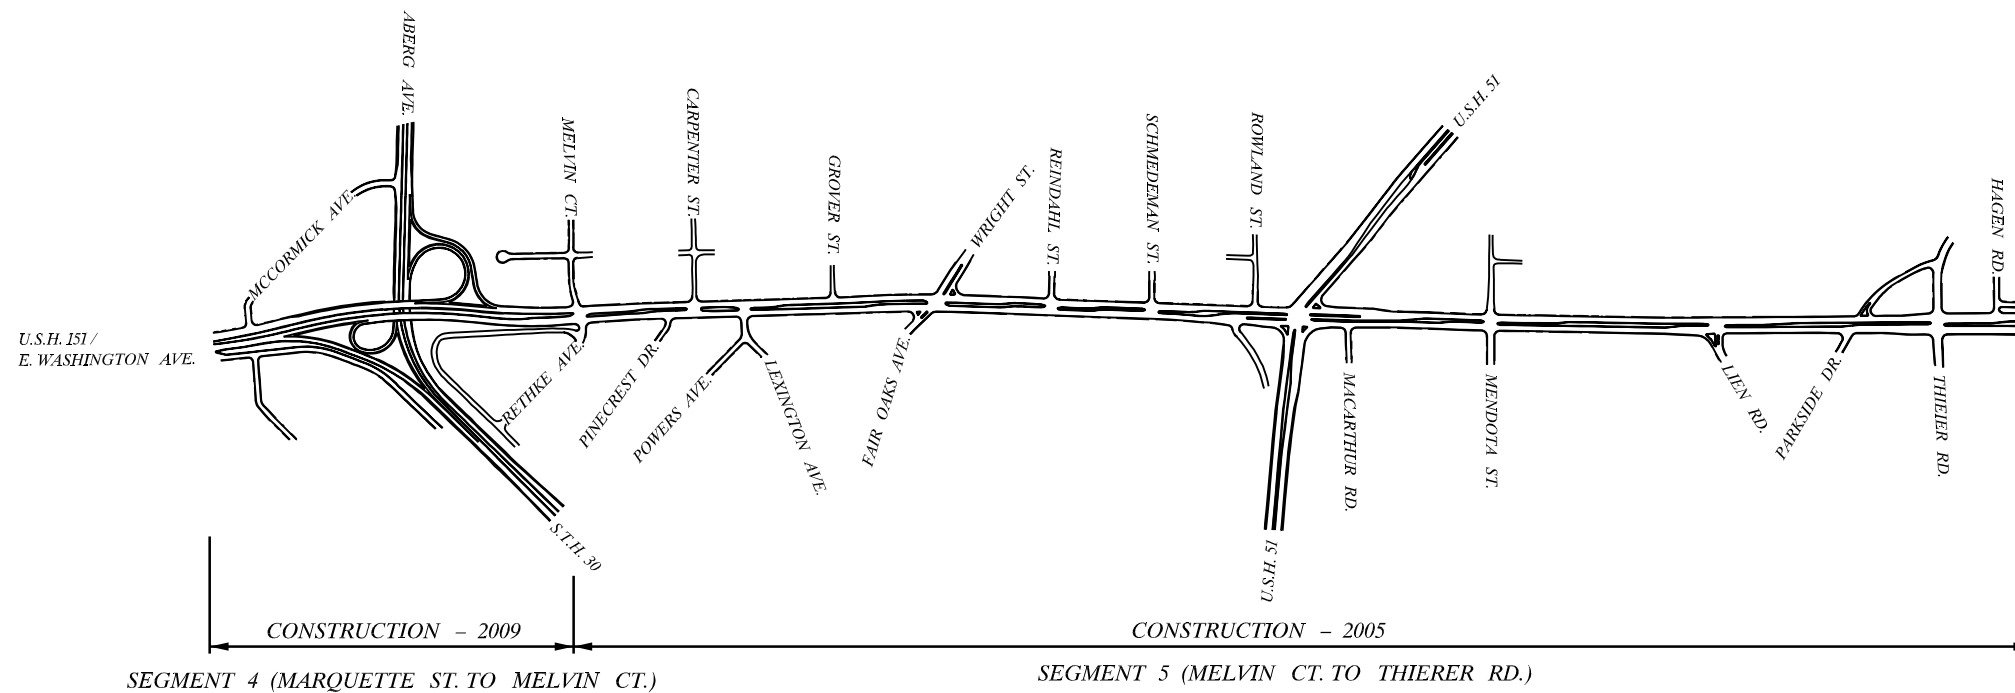 ABERG AVE.
MCCORMICK AVE
MELVIN CT.
CARPENTER ST.
GROVER ST.
WRIGHT ST.
REINDAHL ST.
SCHMEDEMAN ST.
ROWLAND ST.
U.S.H. 51
HAGEN RD.
U.S.H. 151 /
E. WASHINGTON AVE.
RETHKE AVE.
PINECREST DR.
POWERS AVE.
LEXINGTON AVE.
FAIR OAKS AVE.
MACARTHUR RD.
MENDOTA ST.
LIEN RD.
PARKSIDE DR.
THIEIER RD.
S.T.H. 30
U.S.H. 51
CONSTRUCTION – 2009
CONSTRUCTION – 2005
SEGMENT 4 (MARQUETTE ST. TO MELVIN CT.)
SEGMENT 5 (MELVIN CT. TO THIERER RD.)